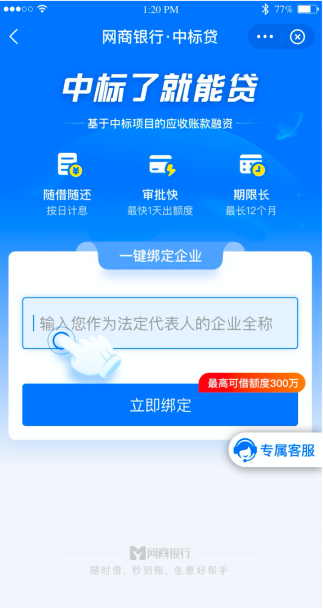 1:20 PM
77%
网商银行·中标贷
中标了就能贷
基于中标项目的应收账款融资
随借随还
审批快
期限长
按日计息
最快1天出额度
最长12个月
一键绑定企业
输入您作为法定代表人的企业全称
最高可借额度300万
立即绑定
专属客服
网商银行
随时借，秒到账，生意好帮手